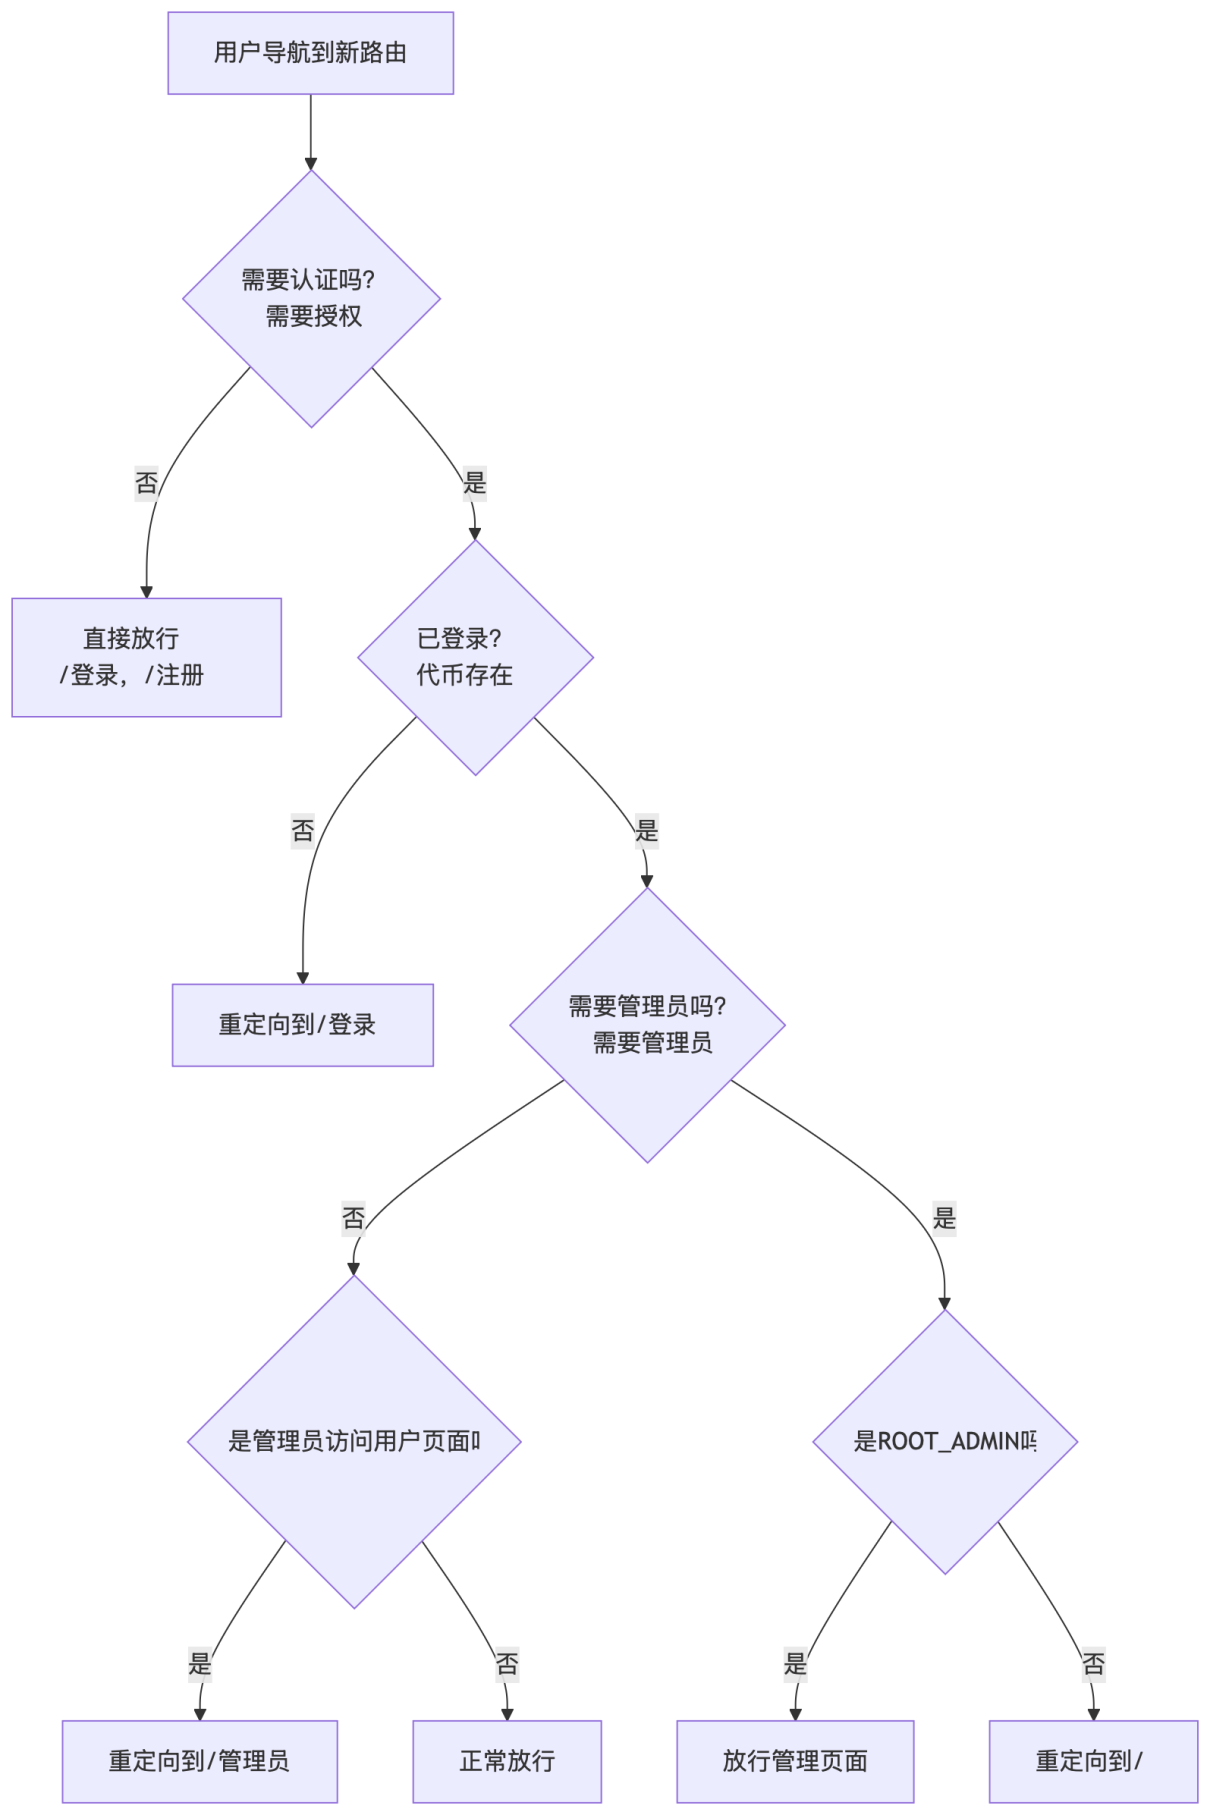 用户导航到新路由
需要认证吗?
需要授权
否
是
直接放行
/登录，/注册
已登录?
代币存在
否
是
重定向到/登录
需要管理员吗?
需要管理员
否
是
是管理员访问用户页面
是ROOT_ADMIN吗
是
否
是
否
重定向到/管理员
正常放行
放行管理页面
重定向到/